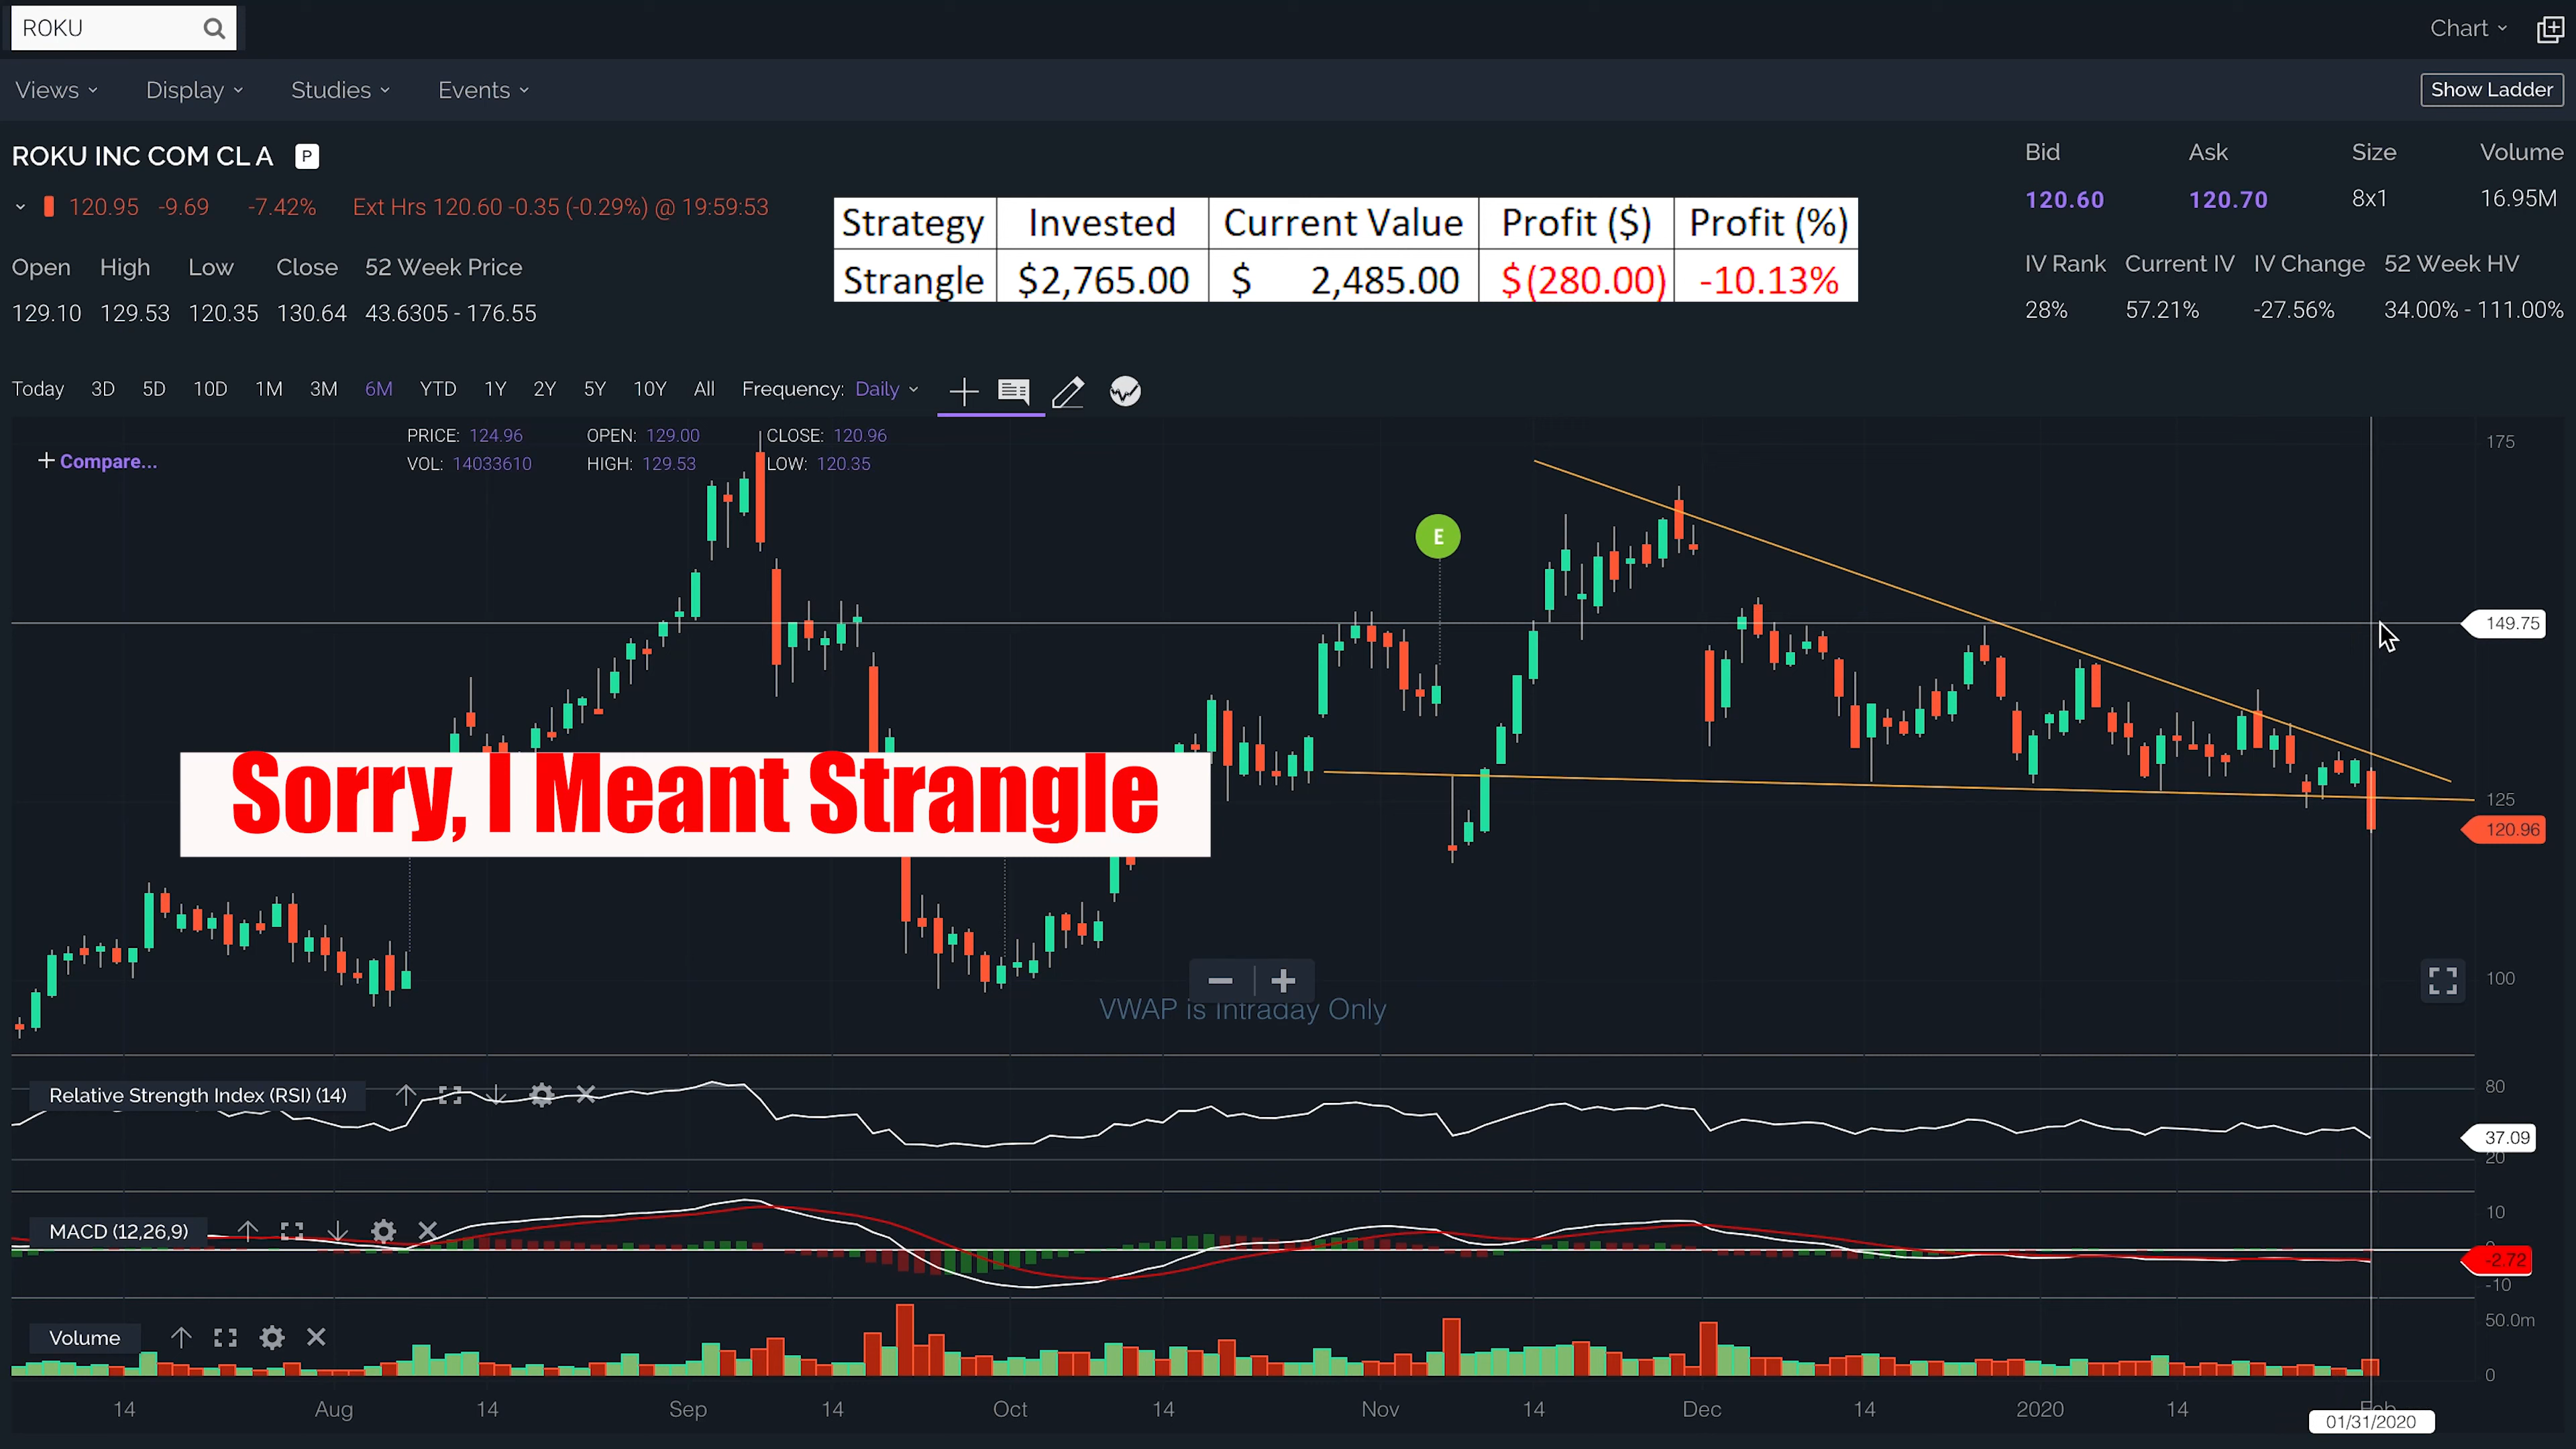 ROKU
Chart
Views Display Studies Events
Show Ladder
ROKU INC COM CL A P
120.95 -9.69 -7.42% Ext Hrs 120.60 -0.35 (-0.29%) @ 19:59:53
Open High Low Close 52 Week Price
129.10 129.53 120.35 130.64 43.6305 - 176.55
Strategy Invested Current Value Profit ($) Profit (%)
Strangle $2,765.00 $ 2,485.00 $(280.00) -10.13%
Bid Ask Size Volume
120.60 120.70 8x1 16.95M
IV Rank Current IV IV Change 52 Week HV
28% 57.21% -27.56% 34.00% - 111.00%
Today 3D 5D 10D 1M 3M 6M YTD 1Y 2Y 5Y 10Y All Frequency: Daily
PRICE: 124.96 OPEN: 129.00 CLOSE: 120.96
VOL: 14033610 HIGH: 129.53 LOW: 120.35
+ Compare...
175
E
149.75
Sorry, I Meant Strangle
125
120.96
100
VWAP is Intraday Only
Relative Strength Index (RSI) (14)
80
37.09
20
MACD (12,26,9)
10
0
-2.72
-10
Volume
50.0m
0
14 Aug 14 Sep 14 Oct 14 Nov 14 Dec 14 2020 14 Feb
01/31/2020